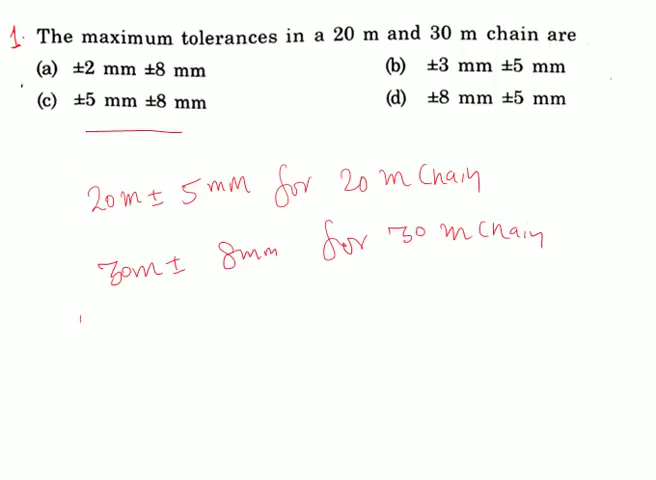 1. The maximum tolerances in a 20 m and 30 m chain are
(a) ±2 mm ±8 mm (b) ±3 mm ±5 mm
(c) ±5 mm ±8 mm (d) ±8 mm ±5 mm
20m ± 5mm for 20 m Chain
30m ± 8mm for 30 m Chain